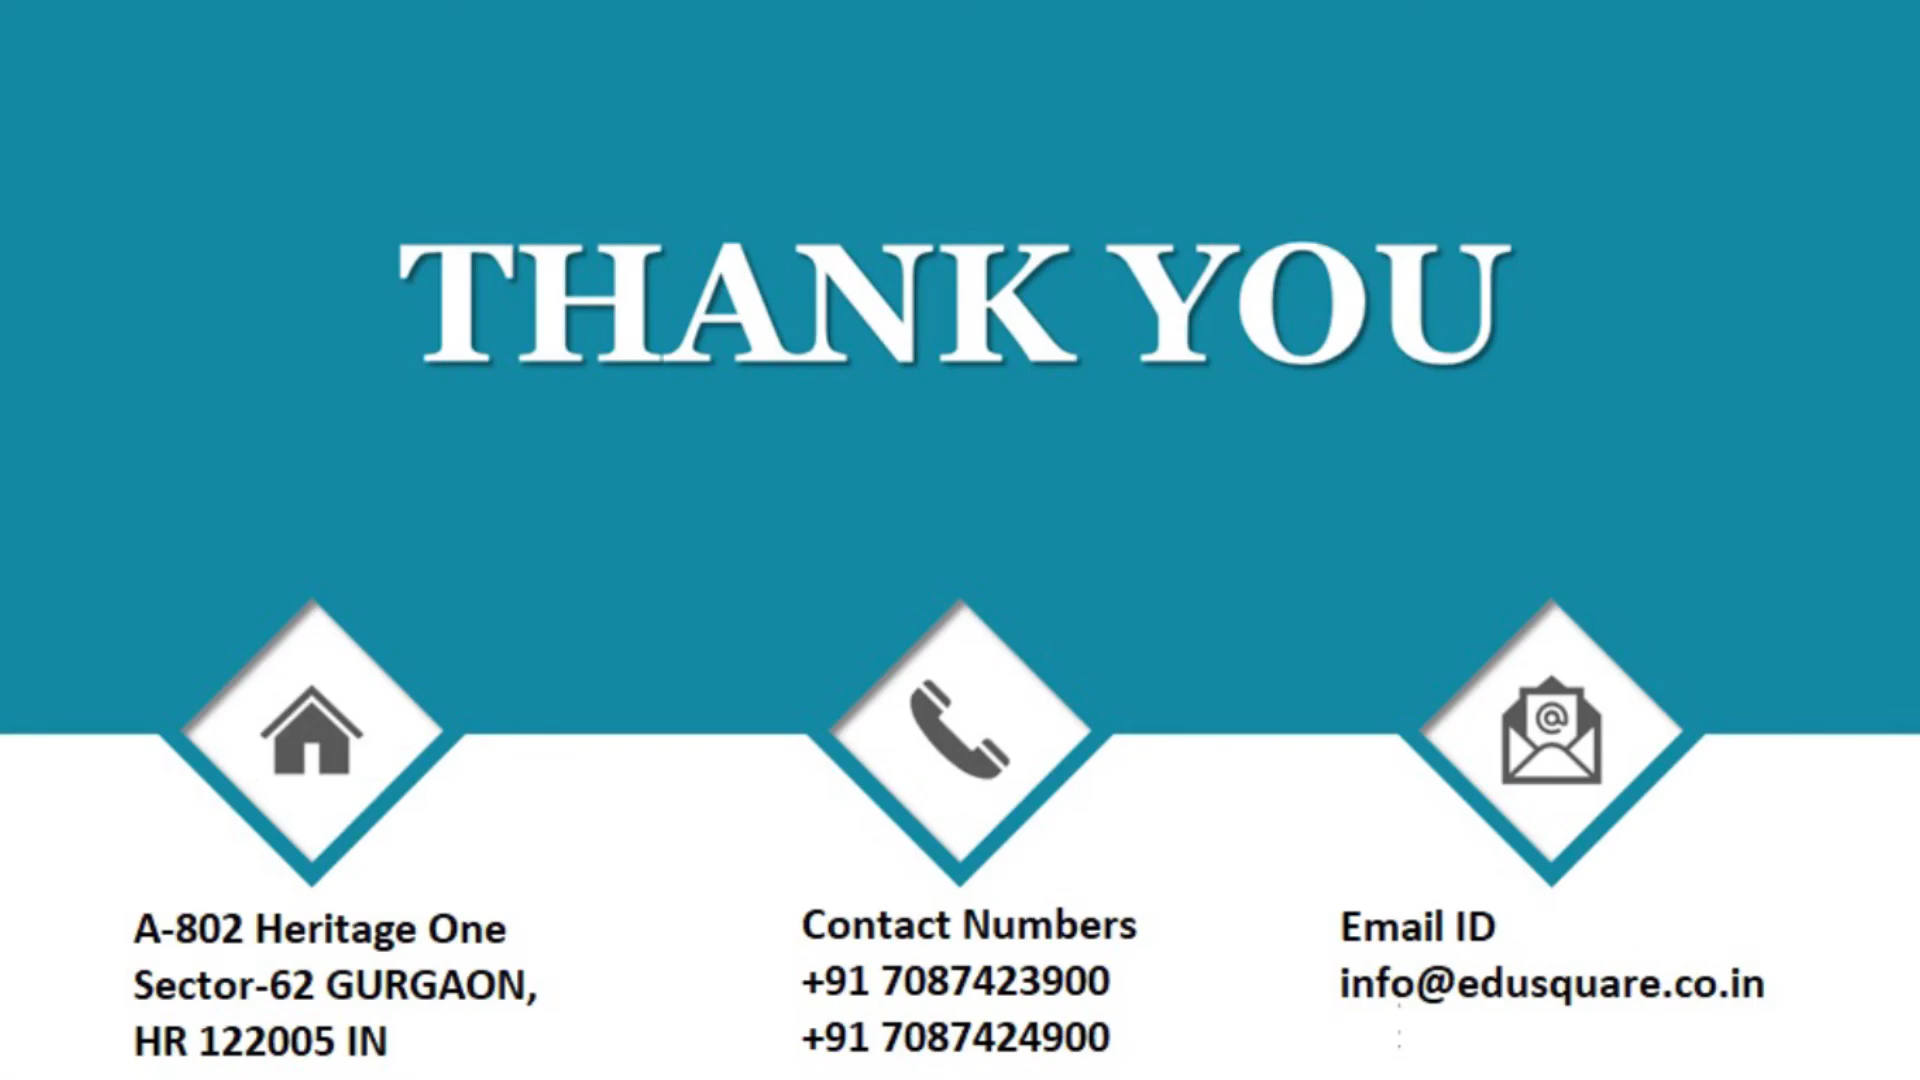 THANK YOU
A-802 Heritage One
Sector-62 GURGAON,
HR 122005 IN
Contact Numbers
+91 7087423900
+91 7087424900
Email ID
info@edusquare.co.in